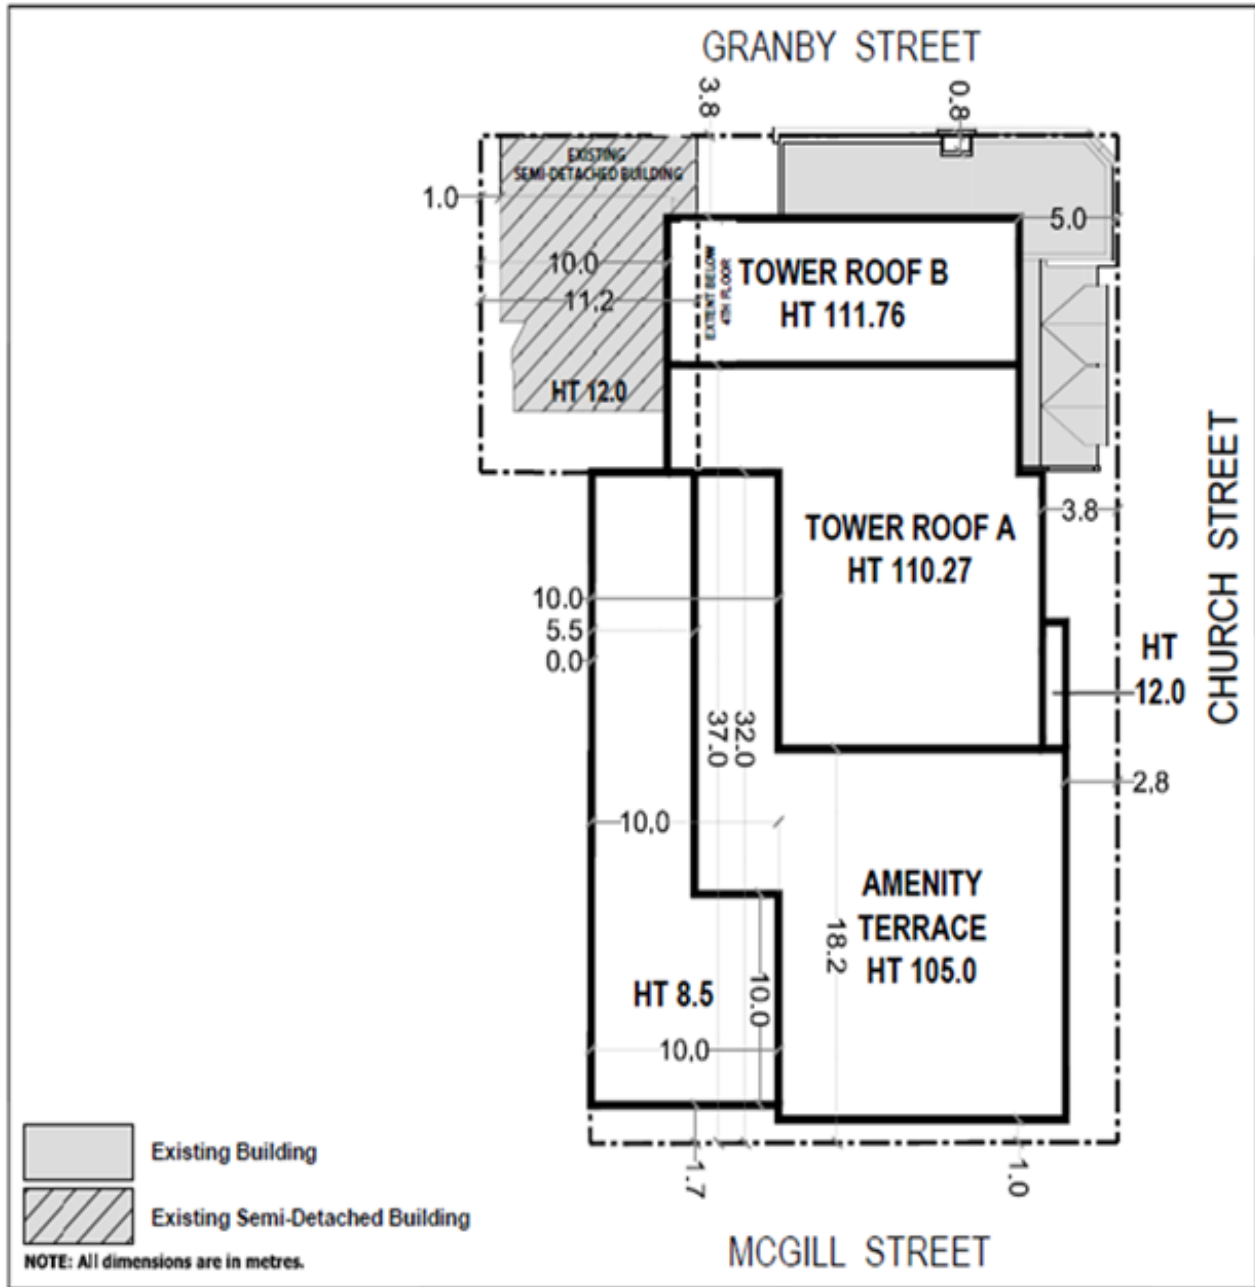 GRANBY STREET
3.8
0.8
EXISTING
SEMI-DETACHED BUILDING
1.0
5.0
10.0
11.2
EXTENT BELOW
4TH FLOOR
TOWER ROOF B
HT 111.76
HT 12.0
CHURCH STREET
3.8
TOWER ROOF A
HT 110.27
10.0
5.5
0.0
HT
12.0
37.0
32.0
2.8
10.0
AMENITY
TERRACE
HT 105.0
18.2
HT 8.5
10.0
10.0
1.7
1.0
Existing Building
Existing Semi-Detached Building
NOTE: All dimensions are in metres.
MCGILL STREET